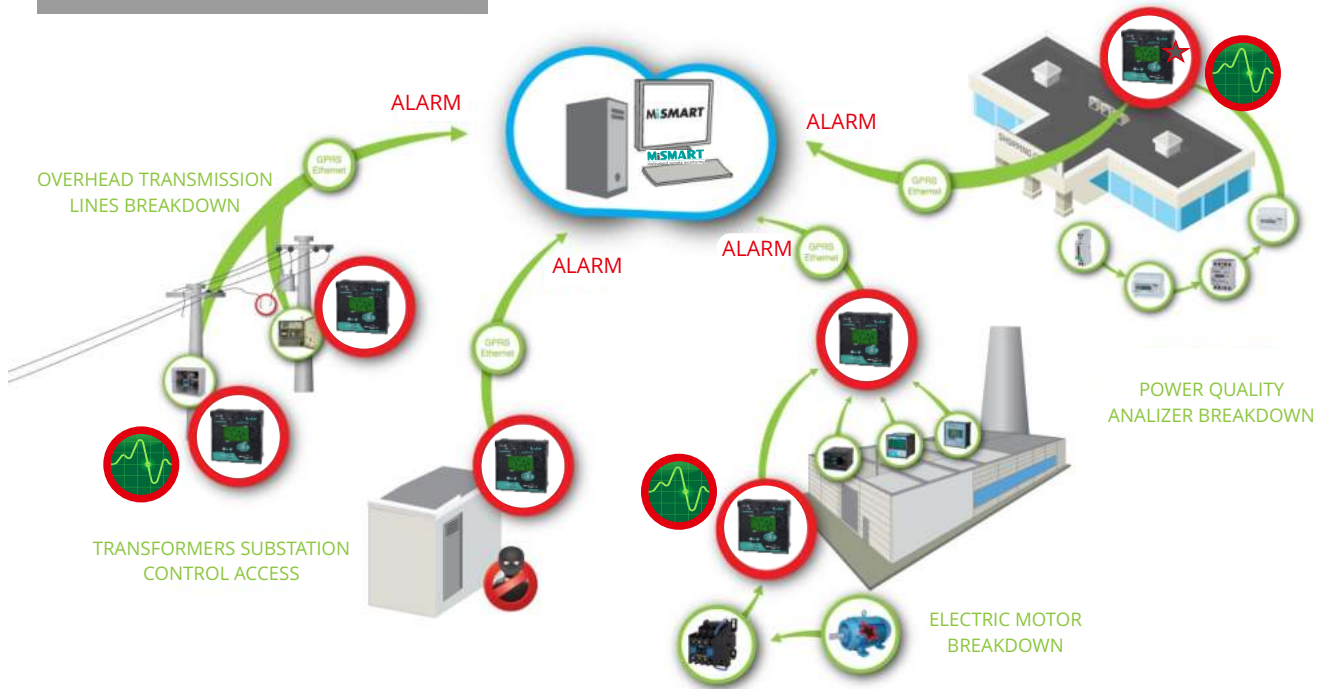 ALARM
MiSMART
MiSMART
ALARM
GPRS
Ethernet
OVERHEAD TRANSMISSION
LINES BREAKDOWN
SHOPPING
GPRS
Ethernet
ALARM
ALARM
GPRS
Ethernet
GPRS
Ethernet
POWER QUALITY
ANALIZER BREAKDOWN
TRANSFORMERS SUBSTATION
CONTROL ACCESS
ELECTRIC MOTOR
BREAKDOWN